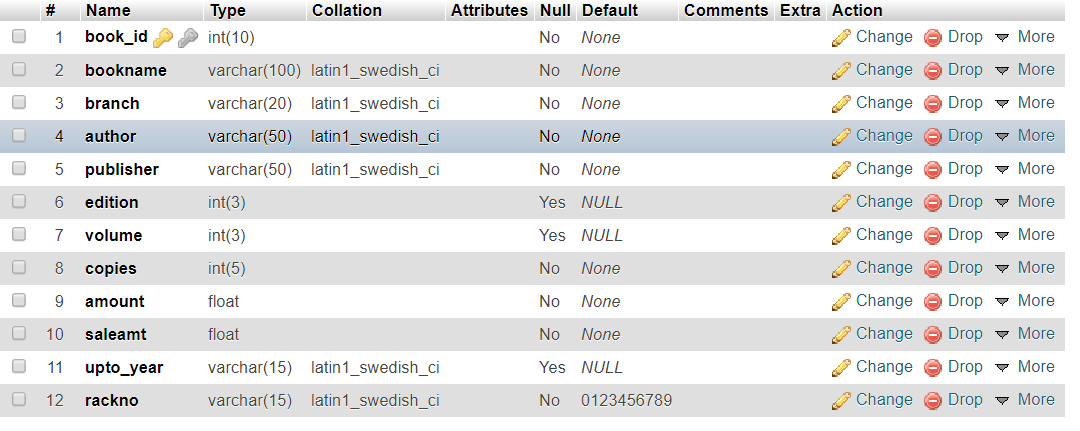 # Name Type Collation Attributes Null Default Comments Extra Action
1 book_id int(10) No None Change Drop More
2 bookname varchar(100) latin1_swedish_ci No None Change Drop More
3 branch varchar(20) latin1_swedish_ci No None Change Drop More
4 author varchar(50) latin1_swedish_ci No None Change Drop More
5 publisher varchar(50) latin1_swedish_ci No None Change Drop More
6 edition int(3) Yes NULL Change Drop More
7 volume int(3) Yes NULL Change Drop More
8 copies int(5) No None Change Drop More
9 amount float No None Change Drop More
10 saleamt float No None Change Drop More
11 upto_year varchar(15) latin1_swedish_ci Yes NULL Change Drop More
12 rackno varchar(15) latin1_swedish_ci No 0123456789 Change Drop More